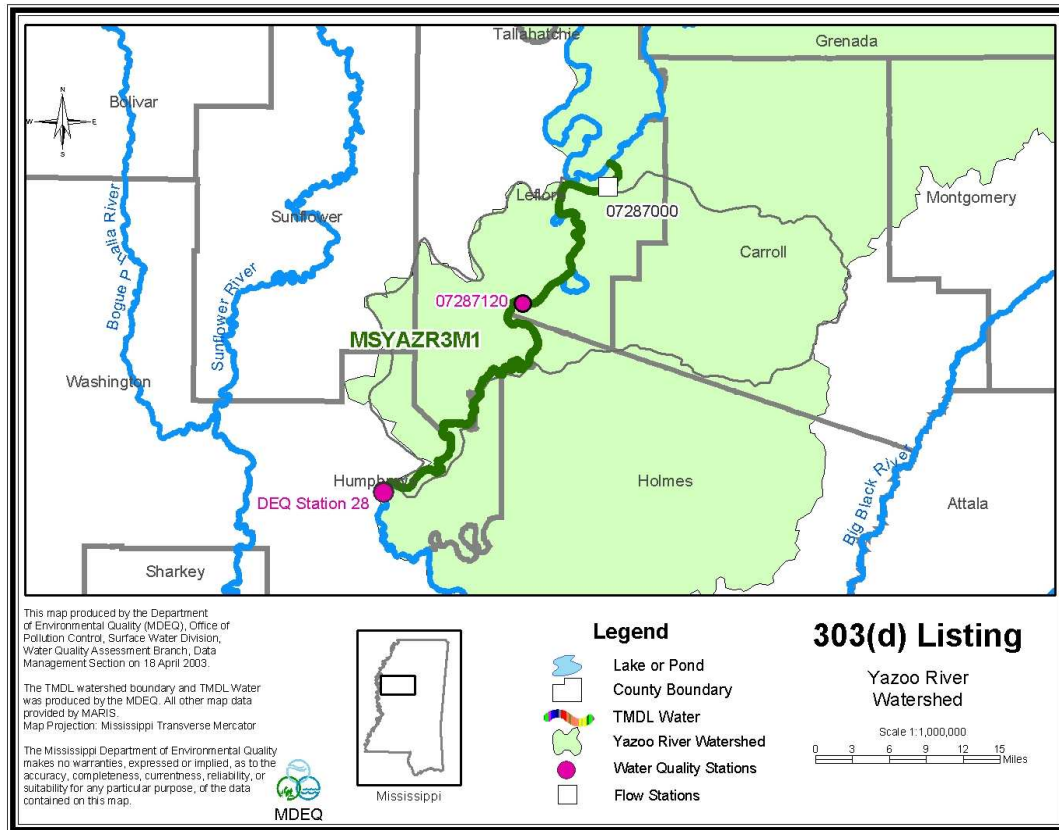 Tallahatchie
Grenada
Bolivar
N
W E
S
Sunflower
Leflore
07287000
Montgomery
Carroll
Bogue P alia River
Sunflower River
07287120
MSYAZR3M1
Washington
Humphreys
DEQ Station 28
Holmes
Big Black River
Attala
Sharkey
This map produced by the Department
of Environmental Quality (MDEQ), Office of
Pollution Control, Surface Water Division,
Water Quality Assessment Branch, Data
Management Section on 18 April 2003.
The TMDL watershed boundary and TMDL Water
was produced by the MDEQ. All other map data
provided by MARIS.
Map Projection: Mississippi Transverse Mercator
The Mississippi Department of Environmental Quality
makes no warranties, expressed or implied, as to the
accuracy, completeness, currentness, reliability, or
suitability for any particular purpose, of the data
contained on this map.
MDEQ
Mississippi
Legend
Lake or Pond
County Boundary
TMDL Water
Yazoo River Watershed
Water Quality Stations
Flow Stations
303(d) Listing
Yazoo River
Watershed
Scale 1:1,000,000
0 3 6 9 12 15
Miles